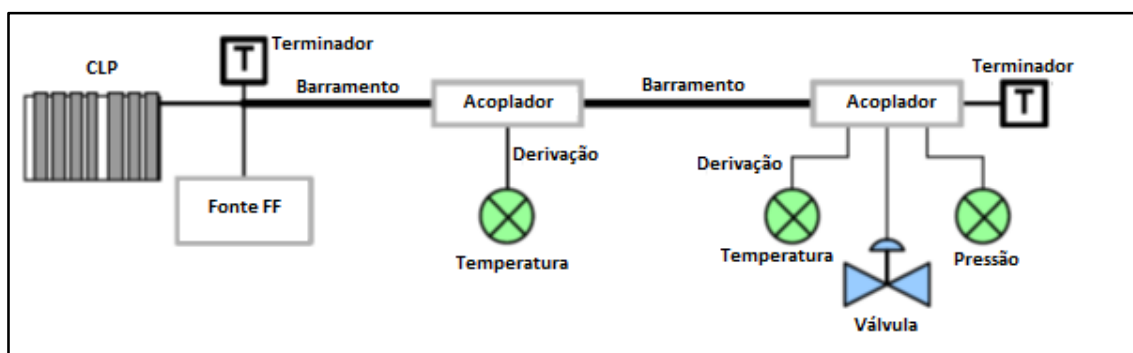 CLP
T
Terminador
Barramento
Acoplador
Barramento
Acoplador
Terminador
T
Derivação
Derivação
Fonte FF
Temperatura
Temperatura
Pressão
Válvula